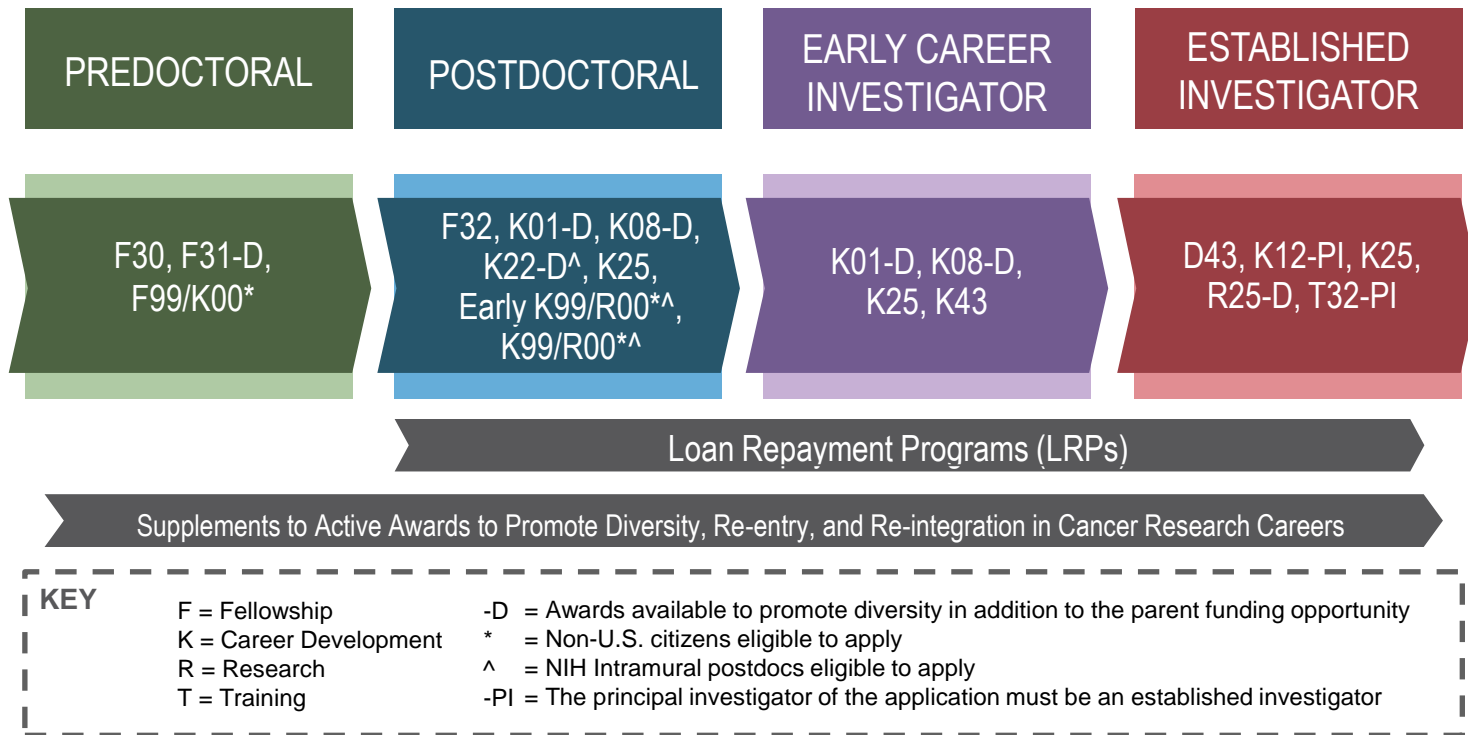 PREDOCTORAL
POSTDOCTORAL
EARLY CAREER
INVESTIGATOR
ESTABLISHED
INVESTIGATOR
F30, F31-D,
F99/K00*
F32, K01-D, K08-D,
K22-D^, K25,
Early K99/R00*^,
K99/R00*^
K01-D, K08-D,
K25, K43
D43, K12-PI, K25,
R25-D, T32-PI
Loan Repayment Programs (LRPs)
Supplements to Active Awards to Promote Diversity, Re-entry, and Re-integration in Cancer Research Careers
KEY
F = Fellowship
K = Career Development
R = Research
T = Training
-D = Awards available to promote diversity in addition to the parent funding opportunity
* = Non-U.S. citizens eligible to apply
^ = NIH Intramural postdocs eligible to apply
-PI = The principal investigator of the application must be an established investigator